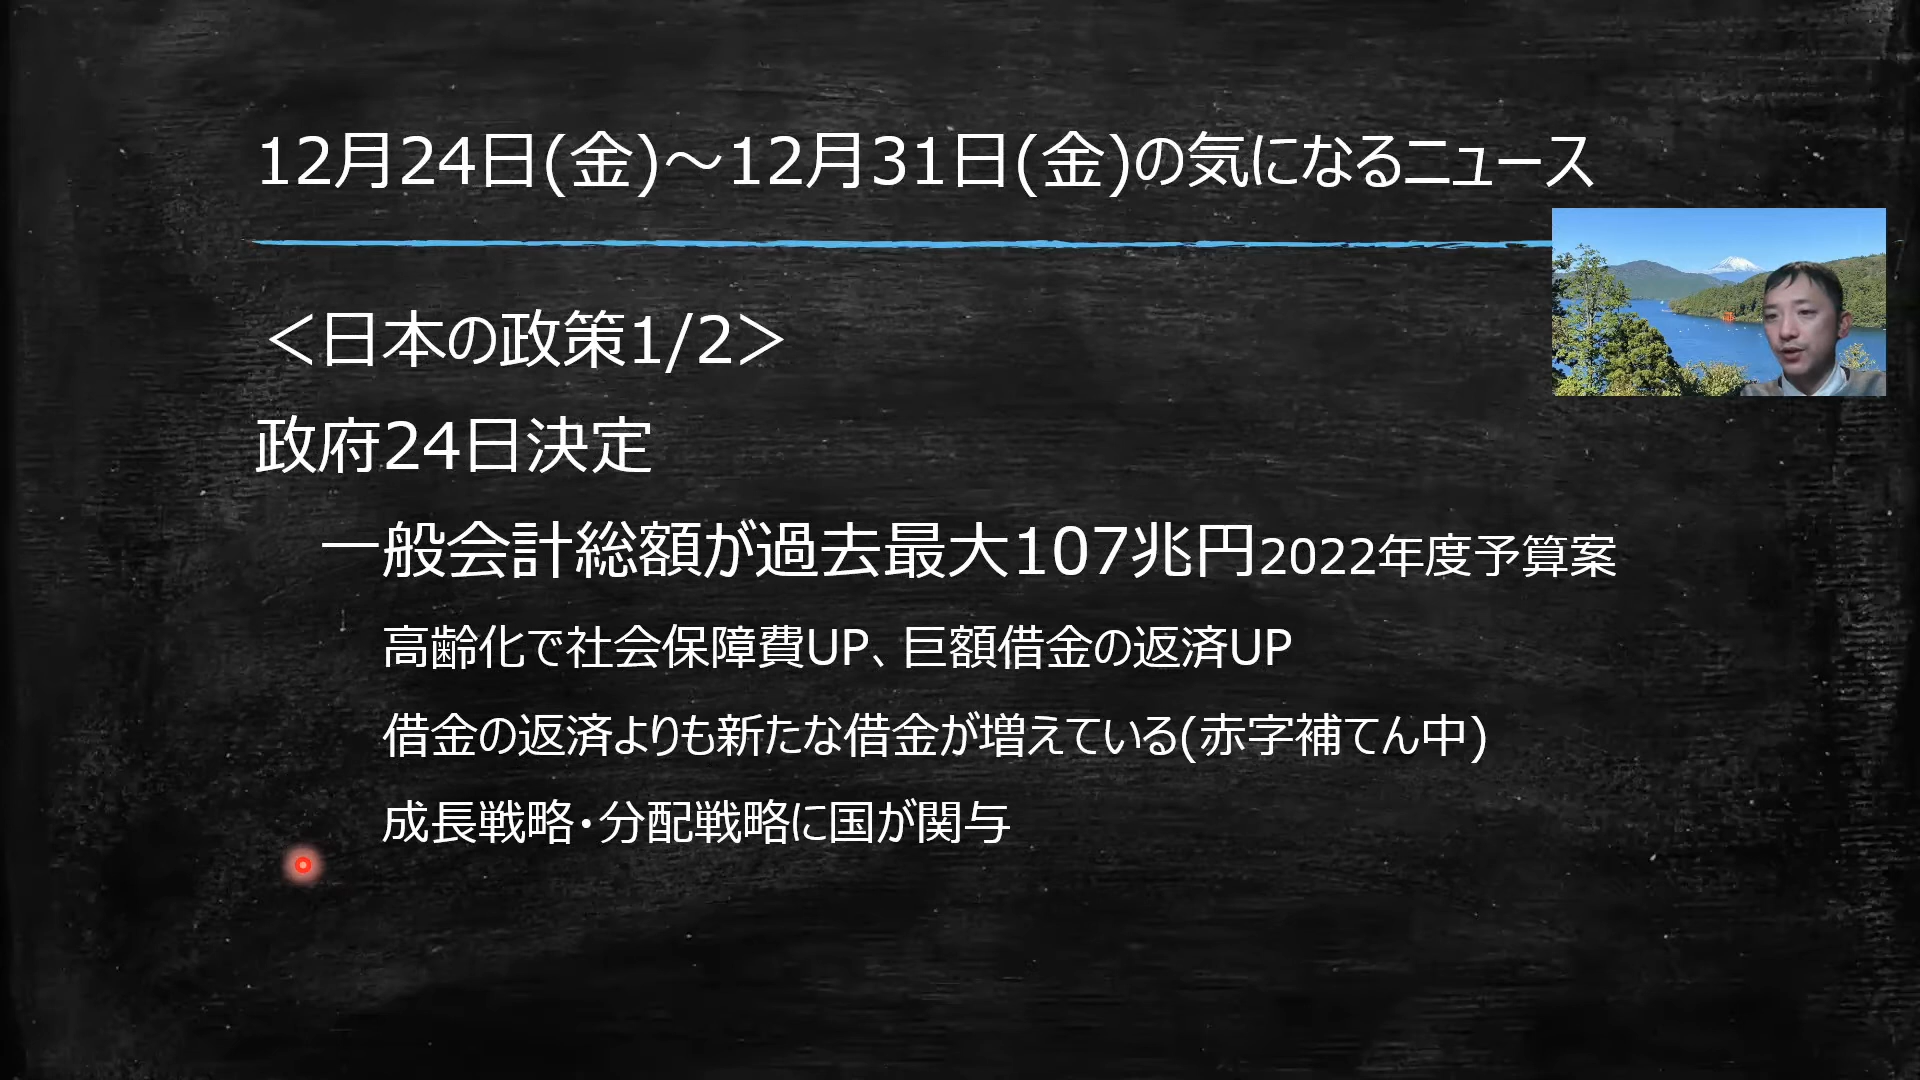 12月24日(金)～12月31日(金)の気になるニュース
＜日本の政策1/2＞
政府24日決定
一般会計総額が過去最大107兆円2022年度予算案
高齢化で社会保障費UP、巨額借金の返済UP
借金の返済よりも新たな借金が増えている(赤字補てん中)
成長戦略・分配戦略に国が関与